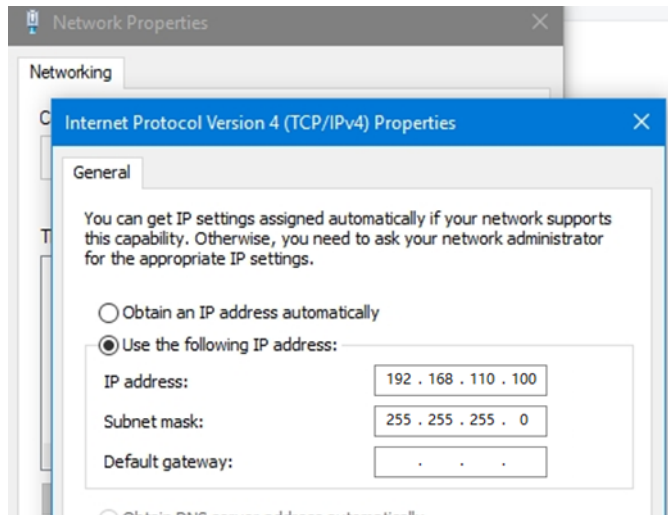 Network Properties
Networking
C
Internet Protocol Version 4 (TCP/IPv4) Properties
General
T
You can get IP settings assigned automatically if your network supports
this capability. Otherwise, you need to ask your network administrator
for the appropriate IP settings.
Obtain an IP address automatically
Use the following IP address:
IP address: 192 . 168 . 110 . 100
Subnet mask: 255 . 255 . 255 . 0
Default gateway: . . .